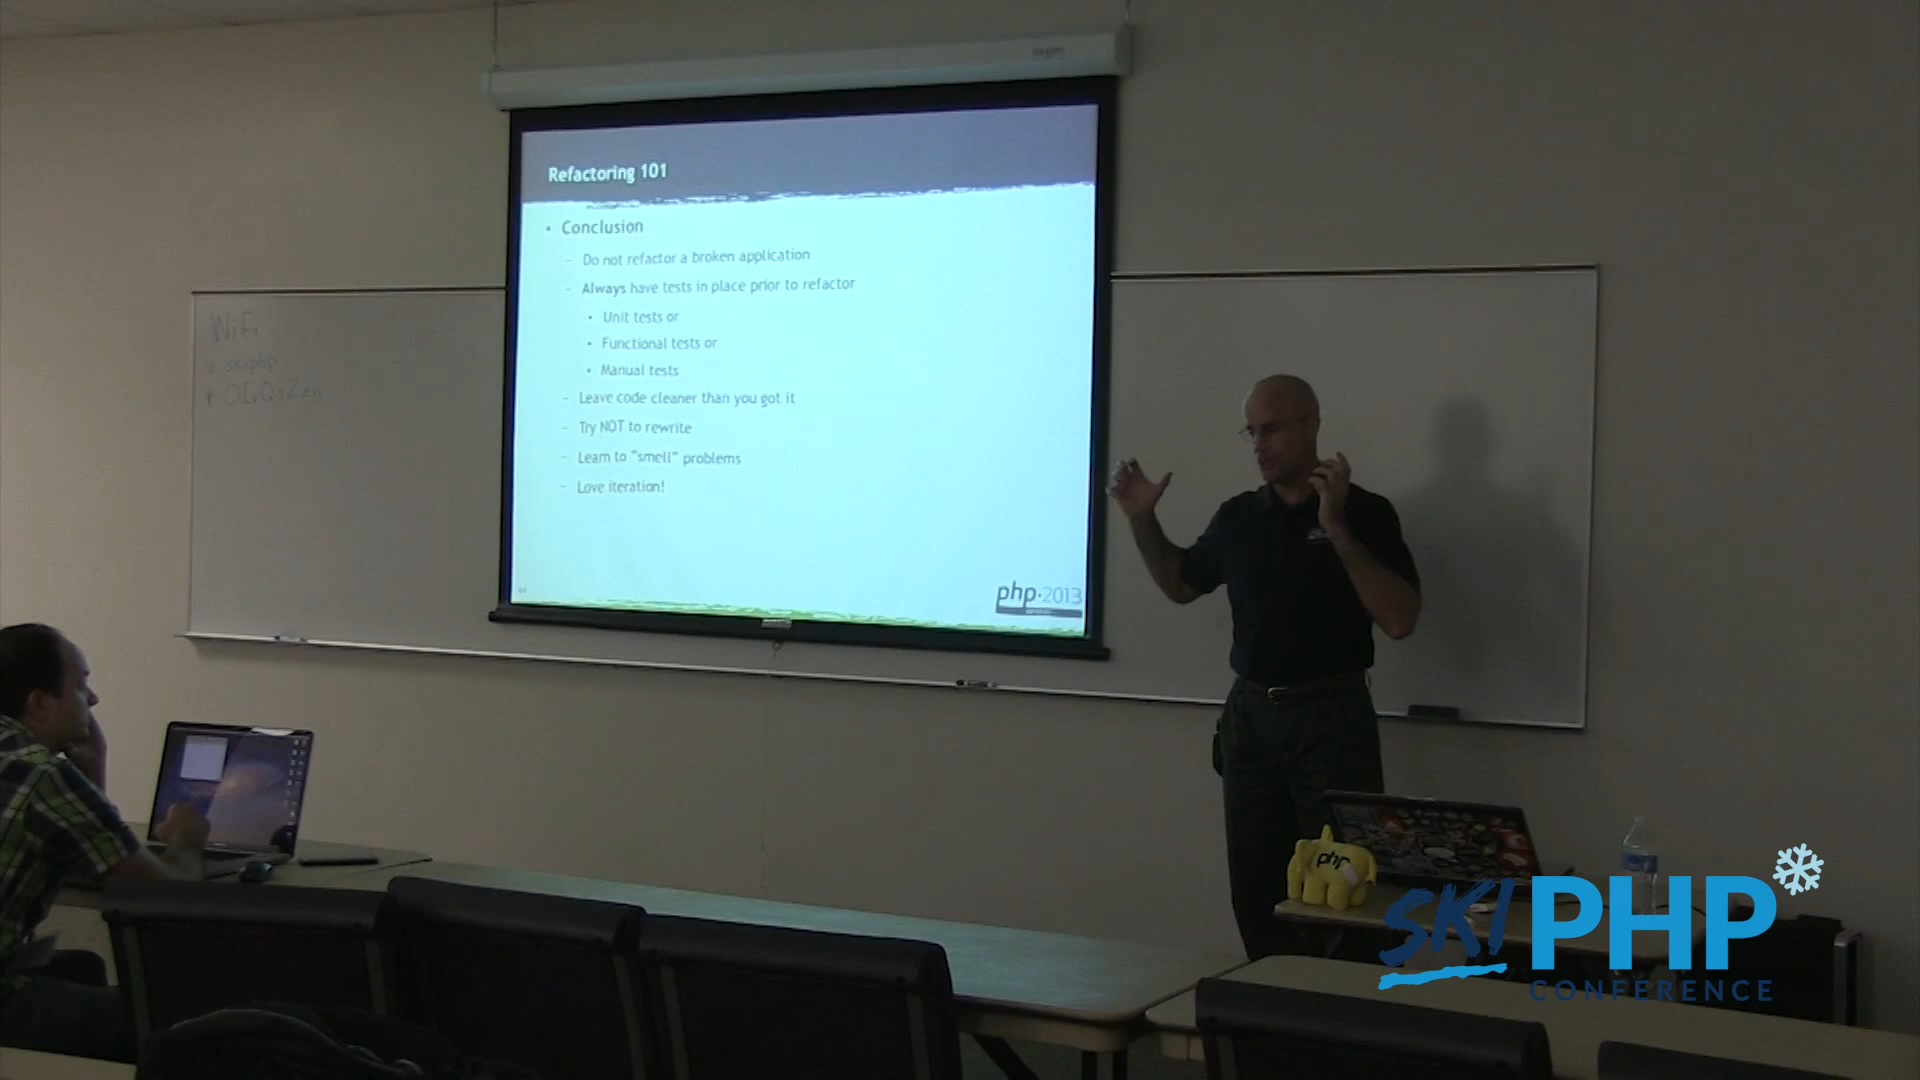 Refactoring 101
• Conclusion
– Do not refactor a broken application
– Always have tests in place prior to refactor
• Unit tests or
• Functional tests or
• Manual tests
– Leave code cleaner than you got it
– Try NOT to rewrite
– Learn to "smell" problems
– Love iteration!
php·2013
WiFi
skiphp
php
SKI PHP
CONFERENCE